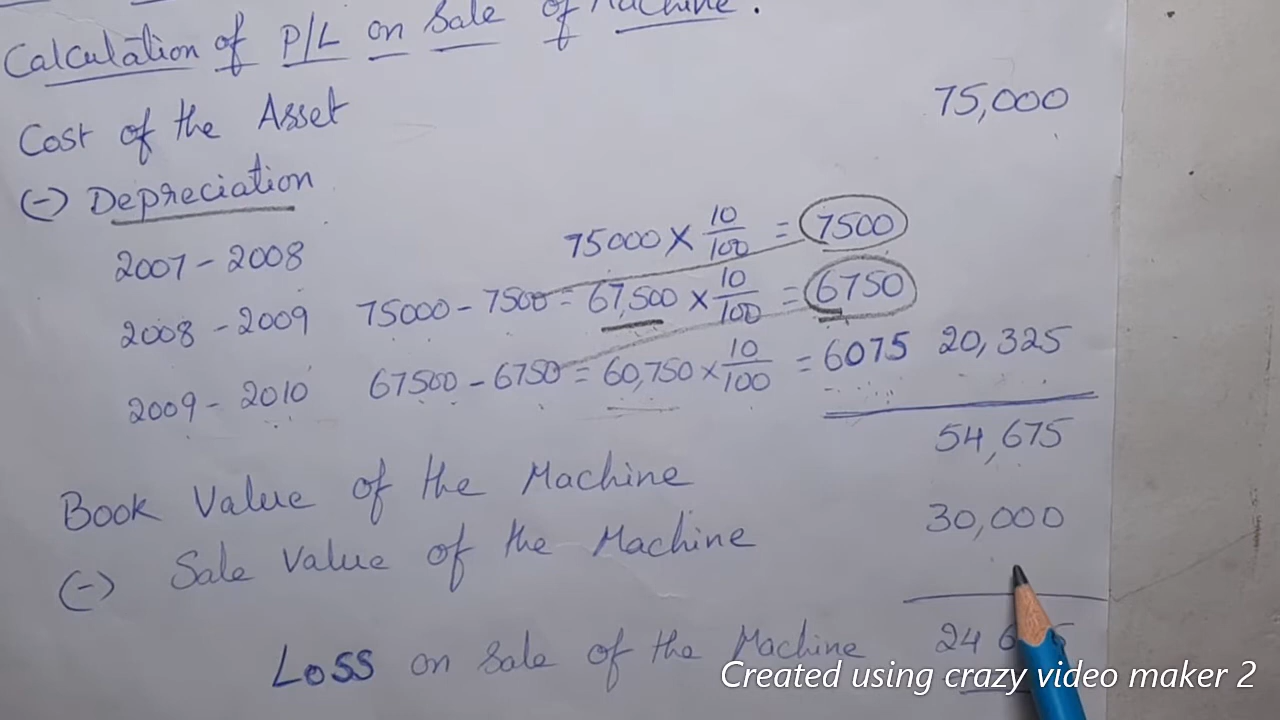 Calculation of P/L on Sale of Machine.
Cost of the Asset 75,000
(-) Depreciation
2007 - 2008 75000 × 10/100 = 7500
2008 - 2009 75000 - 7500 = 67,500 × 10/100 = 6750
2009 - 2010 67500 - 6750 = 60,750 × 10/100 = 6075 20,325
54,675
Book Value of the Machine
(-) Sale Value of the Machine 30,000
Loss on Sale of the Machine
Created using crazy video maker 2